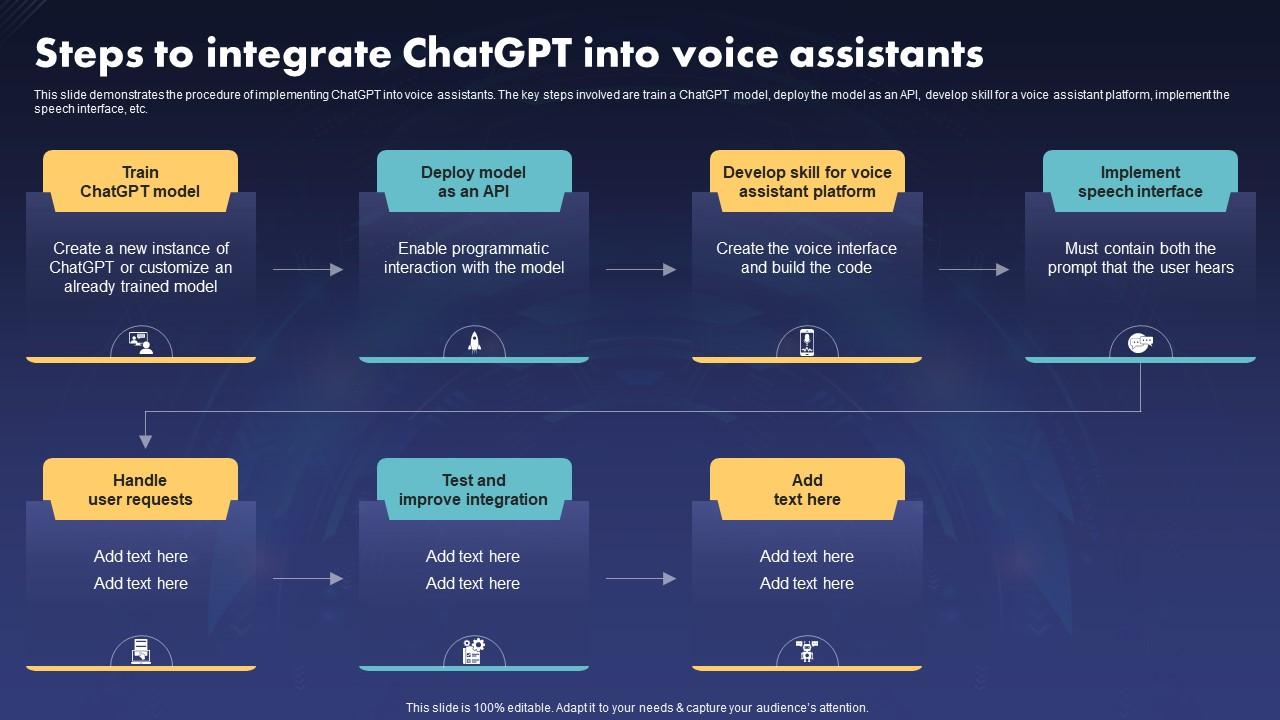 Steps to integrate ChatGPT into voice assistants
This slide demonstrates the procedure of implementing ChatGPT into voice assistants. The key steps involved are train a ChatGPT model, deploy the model as an API, develop skill for a voice assistant platform, implement the
speech interface, etc.
Train
ChatGPT model
Create a new instance of
ChatGPT or customize an
already trained model
Deploy model
as an API
Enable programmatic
interaction with the model
Develop skill for voice
assistant platform
Create the voice interface
and build the code
Implement
speech interface
Must contain both the
prompt that the user hears
Handle
user requests
Add text here
Add text here
Test and
improve integration
Add text here
Add text here
Add
text here
Add text here
Add text here
This slide is 100% editable. Adapt it to your needs & capture your audience's attention.